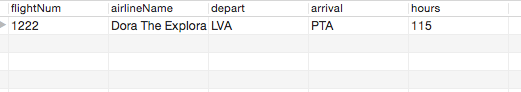 flightNum airlineName depart arrival hours
1222 Dora The Explora LVA PTA 115